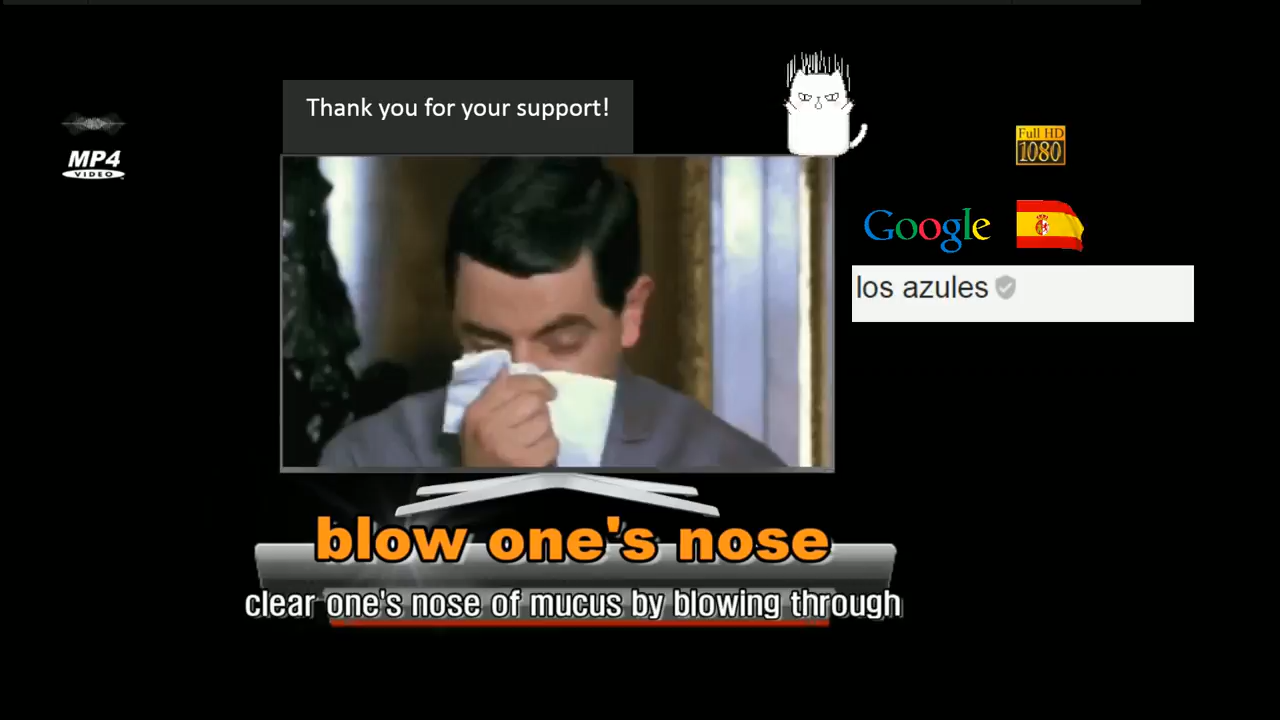 Thank you for your support!
MP4
VIDEO
Full HD
1080
Google
los azules
blow one's nose
clear one's nose of mucus by blowing through